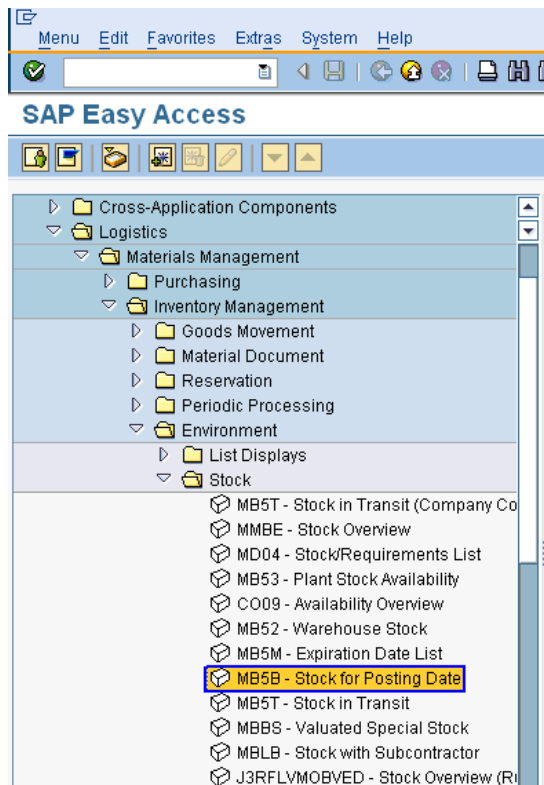 Menu Edit Favorites Extras System Help
SAP Easy Access
Cross-Application Components
Logistics
Materials Management
Purchasing
Inventory Management
Goods Movement
Material Document
Reservation
Periodic Processing
Environment
List Displays
Stock
MB5T - Stock in Transit (Company Co
MMBE - Stock Overview
MD04 - Stock/Requirements List
MB53 - Plant Stock Availability
CO09 - Availability Overview
MB52 - Warehouse Stock
MB5M - Expiration Date List
MB5B - Stock for Posting Date
MB5T - Stock in Transit
MBBS - Valuated Special Stock
MBLB - Stock with Subcontractor
J3RFLVMOBVED - Stock Overview (Ru